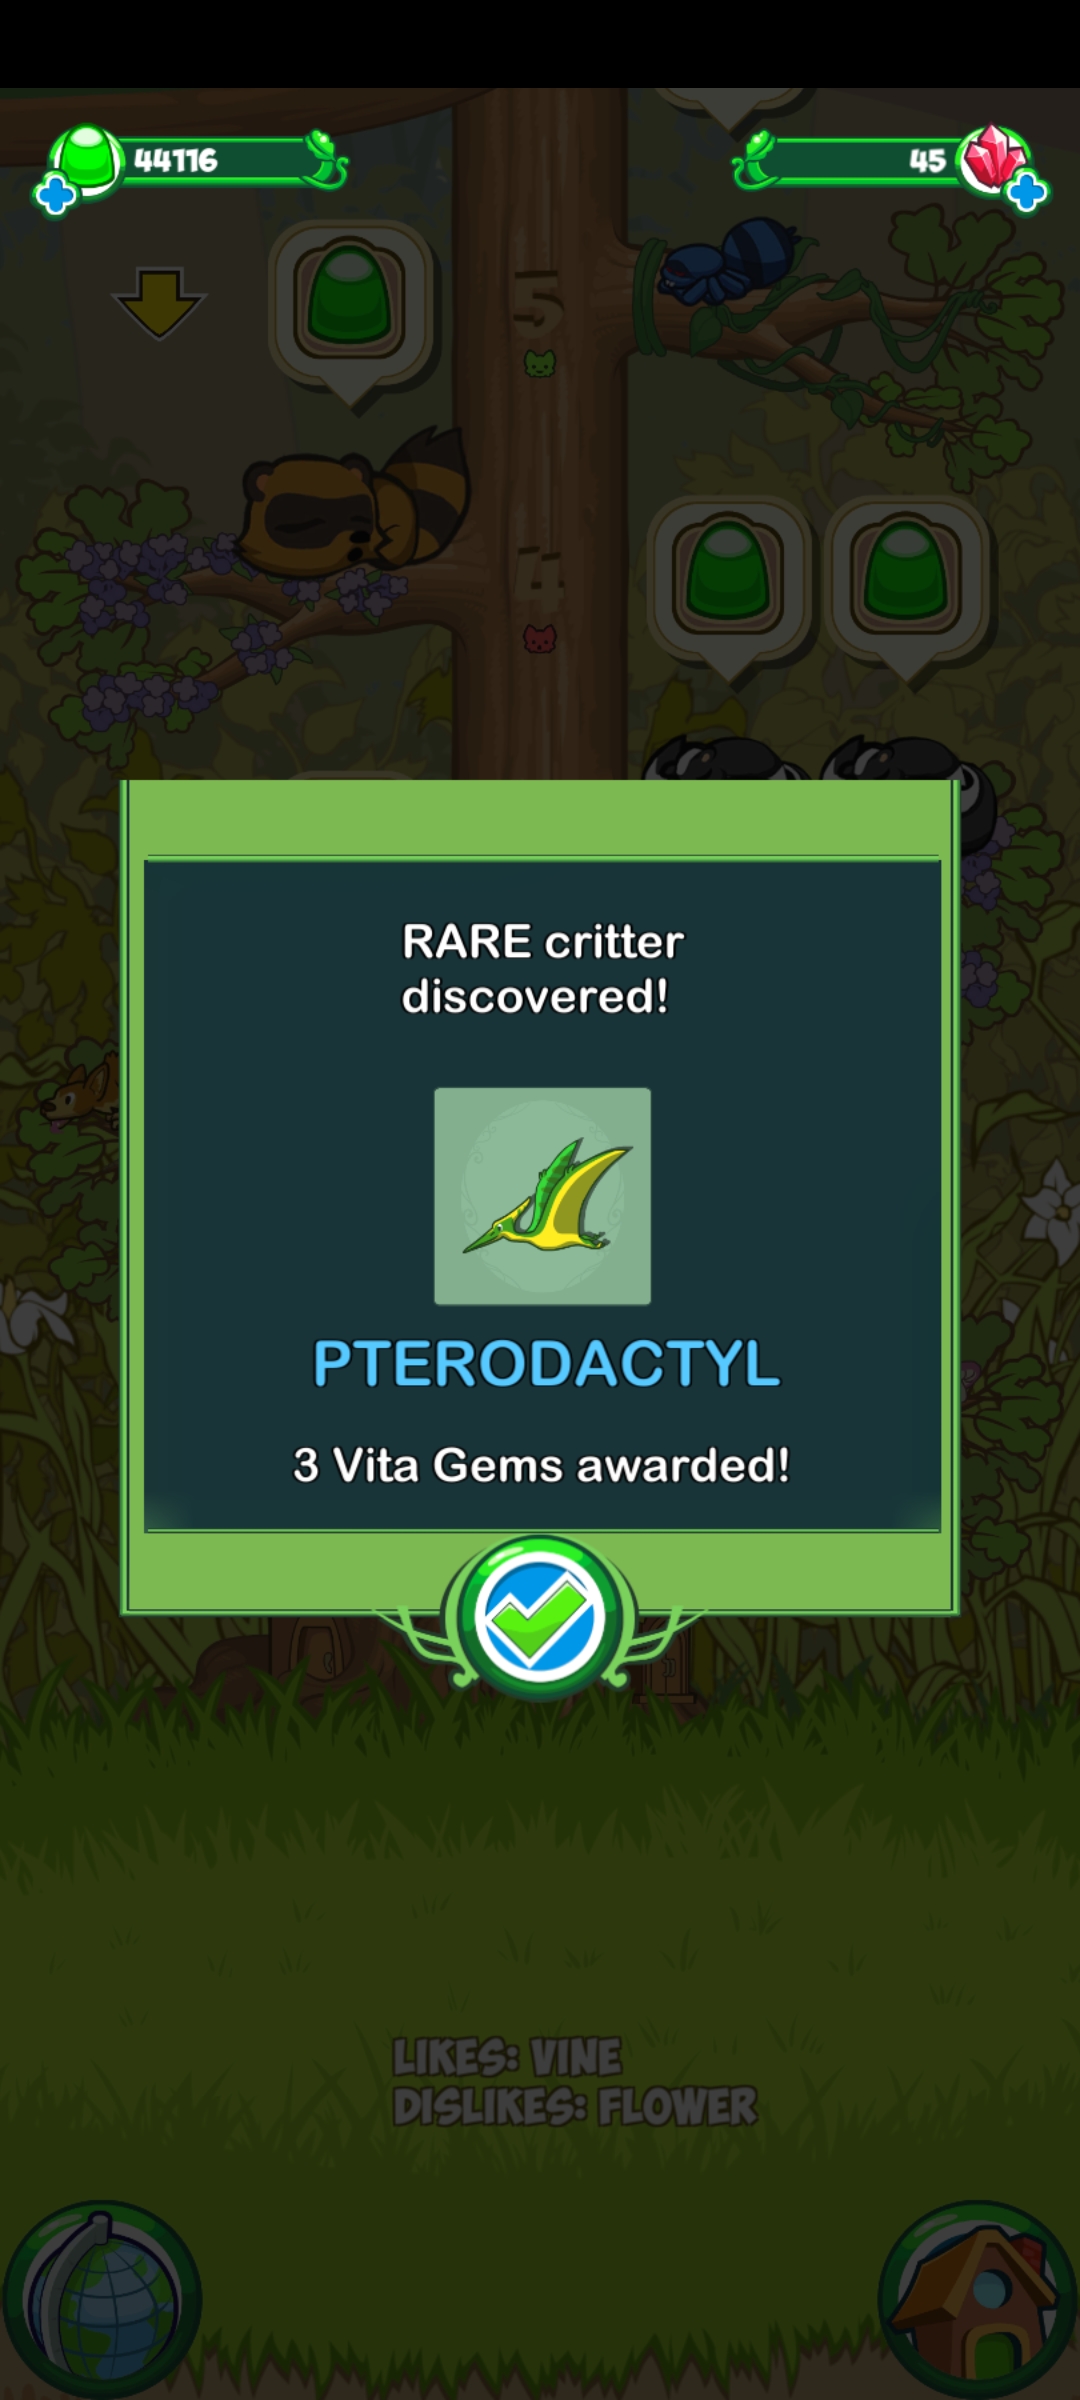 44116
45
5
4
RARE critter
discovered!
PTERODACTYL
3 Vita Gems awarded!
LIKES: VINE
DISLIKES: FLOWER